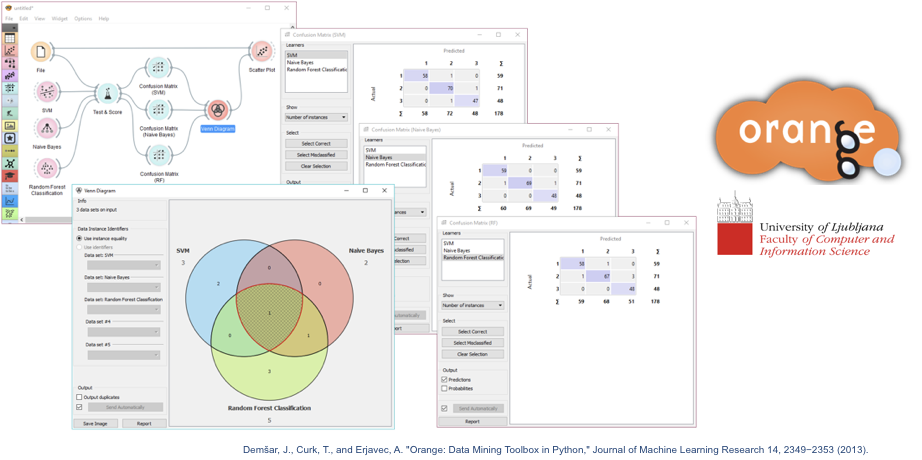 untitled*
File Edit View Widget Options Help
File
SVM
Naive Bayes
Random Forest
Classification
Test & Score
Confusion Matrix
(SVM)
Confusion Matrix
(Naive Bayes)
Confusion Matrix
(RF)
Venn Diagram
Scatter Plot
Confusion Matrix (SVM)
Learners
SVM
Naive Bayes
Random Forest Classificatio
Show
Number of instances
Select
Select Correct
Select Misclassified
Clear Selection
Output
Predicted
Actual
1 2 3 Σ
1 58 1 0 59
2 0 70 1 71
3 0 1 47 48
Σ 58 72 48 178
Confusion Matrix (Naive Bayes)
Learners
SVM
Naive Bayes
Random Forest Classificatio
Predicted
Actual
1 2 3 Σ
1 59 0 0 59
2 1 69 1 71
3 0 0 48 48
Σ 60 69 49 178
Confusion Matrix (RF)
Learners
SVM
Naive Bayes
Random Forest Classificatio
Show
Number of instances
Select
Select Correct
Select Misclassified
Clear Selection
Output
Predictions
Probabilities
Send Automatically
Report
Predicted
Actual
1 2 3 Σ
1 58 1 0 59
2 1 67 3 71
3 0 0 48 48
Σ 59 68 51 178
Venn Diagram
Info
3 data sets on input
Data Instance Identifiers
Use instance equality
Use identifiers
Data set: SVM
Data set: Naive Bayes
Data set: Random Forest Classification
Data set #4
Data set #5
Output
Output duplicates
Send Automatically
Save Image Report
SVM
3
Naive Bayes
2
2
0
0
1
0
1
3
Random Forest Classification
5
orange
University of Ljubljana
Faculty of Computer and
Information Science
Demšar, J., Curk, T., and Erjavec, A. "Orange: Data Mining Toolbox in Python," Journal of Machine Learning Research 14, 2349−2353 (2013).